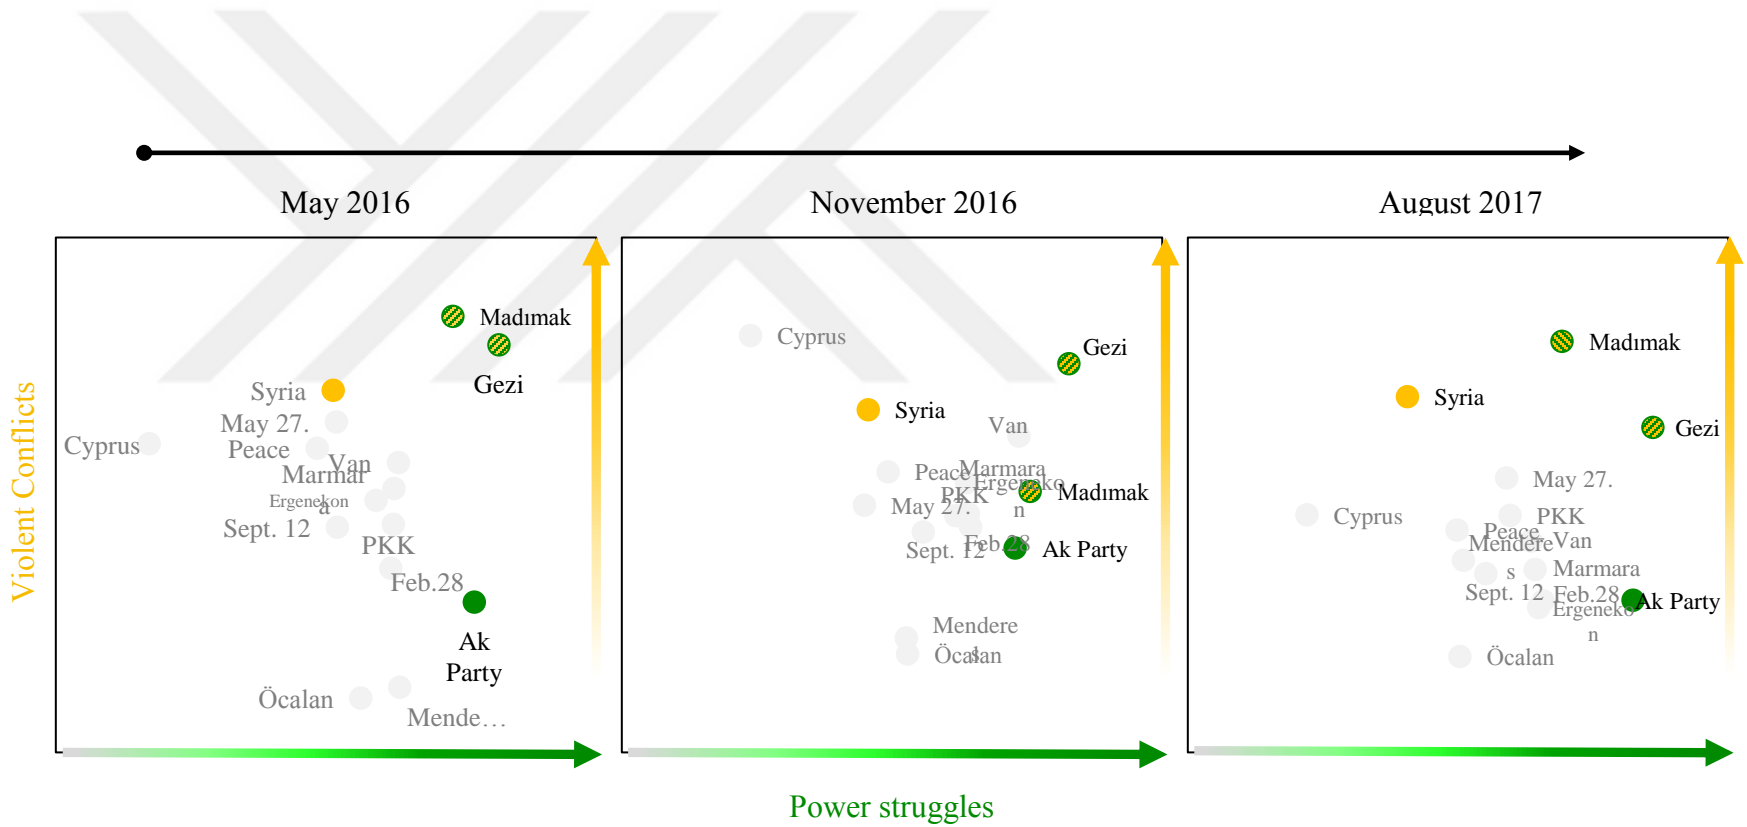 May 2016
November 2016
August 2017
Violent Conflicts
Madımak
Gezi
Syria
May 27.
Cyprus
Peace
Van
Marmar
a
Ergenekon
Sept. 12
PKK
Feb.28
Ak
Party
Öcalan
Mende…
Cyprus
Gezi
Syria
Van
Peace
Marmara
Ergeneko
n
PKK
Madımak
May 27.
Feb.28
Sept. 12
Ak Party
Mendere
s
Öcalan
Madımak
Syria
Gezi
May 27.
Cyprus
PKK
Peace
Mendere
s
Van
Marmara
Sept. 12
Feb.28
Ak Party
Ergeneko
n
Öcalan
Power struggles